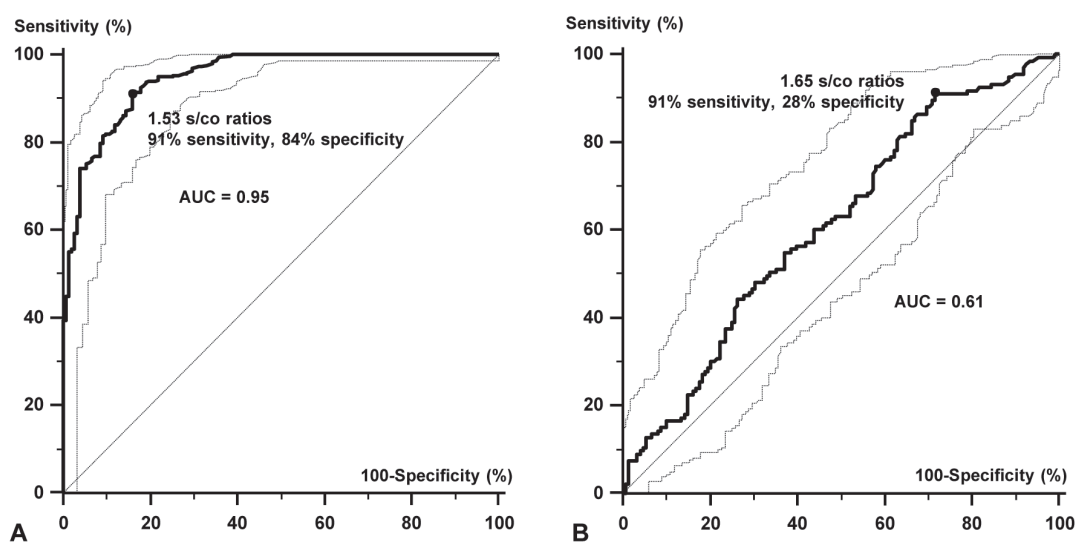 Sensitivity (%)
100
80
60
40
20
0
0 20 40 60 80 100
1.53 s/co ratios
91% sensitivity, 84% specificity
AUC = 0.95
100-Specificity (%)
A
Sensitivity (%)
100
80
60
40
20
0
0 20 40 60 80 100
1.65 s/co ratios
91% sensitivity, 28% specificity
AUC = 0.61
100-Specificity (%)
B